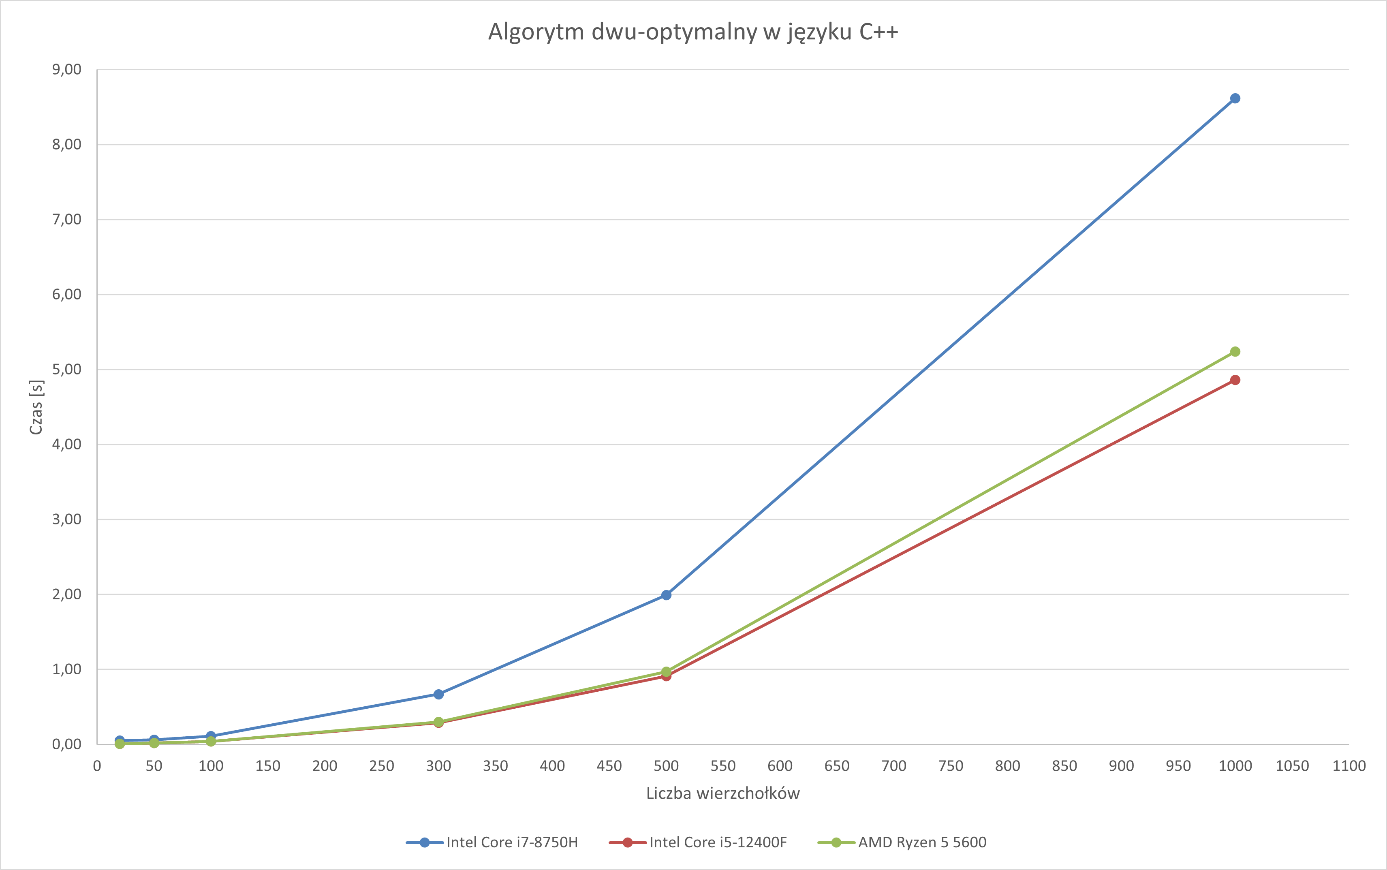 Algorytm dwu-optymalny w języku C++
9,00
8,00
7,00
6,00
5,00
4,00
3,00
2,00
1,00
0,00
Czas [s]
0 50 100 150 200 250 300 350 400 450 500 550 600 650 700 750 800 850 900 950 1000 1050 1100
Liczba wierzchołków
Intel Core i7-8750H Intel Core i5-12400F AMD Ryzen 5 5600